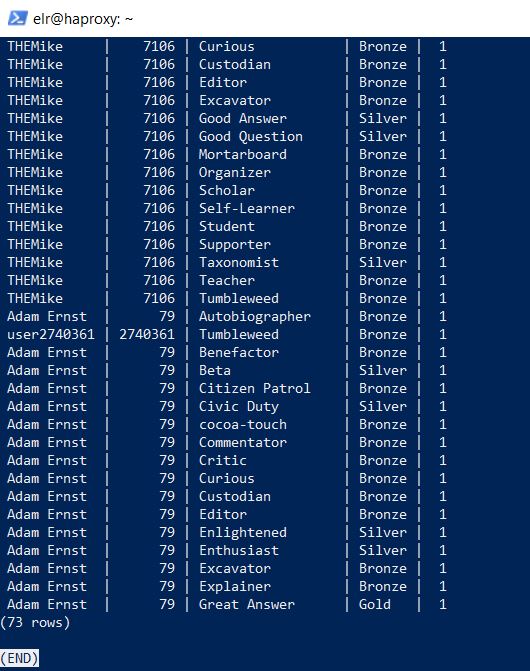 elr@haproxy: ~
THEMike | 7106 | Curious | Bronze | 1
THEMike | 7106 | Custodian | Bronze | 1
THEMike | 7106 | Editor | Bronze | 1
THEMike | 7106 | Excavator | Bronze | 1
THEMike | 7106 | Good Answer | Silver | 1
THEMike | 7106 | Good Question | Silver | 1
THEMike | 7106 | Mortarboard | Bronze | 1
THEMike | 7106 | Organizer | Bronze | 1
THEMike | 7106 | Scholar | Bronze | 1
THEMike | 7106 | Self-Learner | Bronze | 1
THEMike | 7106 | Student | Bronze | 1
THEMike | 7106 | Supporter | Bronze | 1
THEMike | 7106 | Taxonomist | Silver | 1
THEMike | 7106 | Teacher | Bronze | 1
THEMike | 7106 | Tumbleweed | Bronze | 1
Adam Ernst | 79 | Autobiographer | Bronze | 1
user2740361 | 2740361 | Tumbleweed | Bronze | 1
Adam Ernst | 79 | Benefactor | Bronze | 1
Adam Ernst | 79 | Beta | Silver | 1
Adam Ernst | 79 | Citizen Patrol | Bronze | 1
Adam Ernst | 79 | Civic Duty | Silver | 1
Adam Ernst | 79 | cocoa-touch | Bronze | 1
Adam Ernst | 79 | Commentator | Bronze | 1
Adam Ernst | 79 | Critic | Bronze | 1
Adam Ernst | 79 | Curious | Bronze | 1
Adam Ernst | 79 | Custodian | Bronze | 1
Adam Ernst | 79 | Editor | Bronze | 1
Adam Ernst | 79 | Enlightened | Silver | 1
Adam Ernst | 79 | Enthusiast | Silver | 1
Adam Ernst | 79 | Excavator | Bronze | 1
Adam Ernst | 79 | Explainer | Bronze | 1
Adam Ernst | 79 | Great Answer | Gold | 1
(73 rows)
(END)